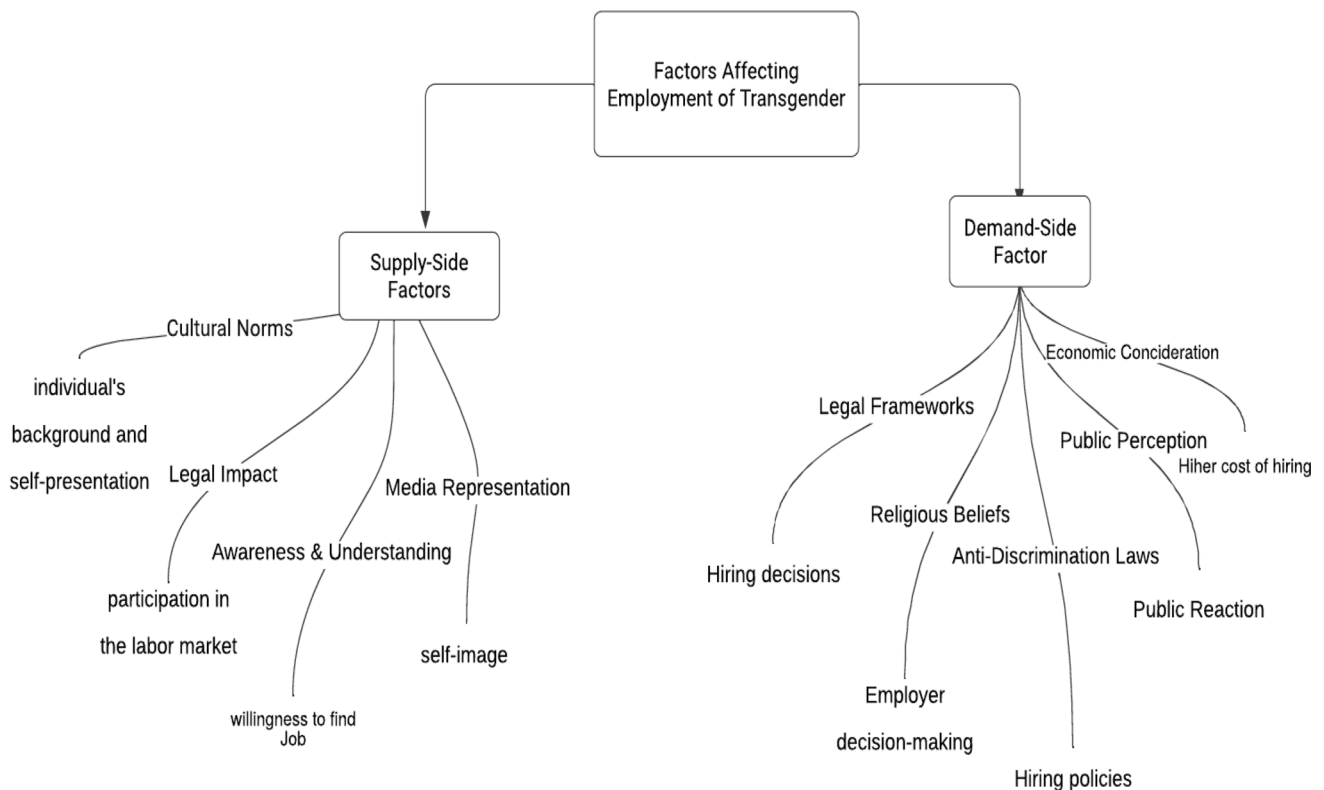 Factors Affecting
Employment of Transgender
Supply-Side
Factors
Cultural Norms
individual's
background and
self-presentation
Legal Impact
participation in
the labor market
Awareness & Understanding
willingness to find
Job
Media Representation
self-image
Demand-Side
Factor
Legal Frameworks
Hiring decisions
Religious Beliefs
Employer
decision-making
Anti-Discrimination Laws
Hiring policies
Public Perception
Public Reaction
Economic Concideration
Hiher cost of hiring